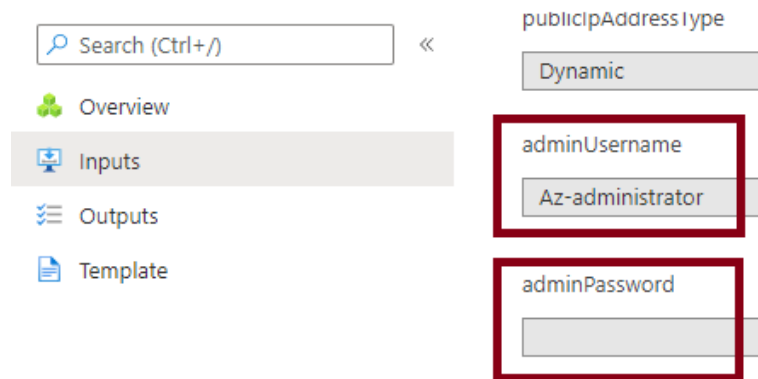 Search (Ctrl+/)
Overview
Inputs
Outputs
Template
publicIpAddressType
Dynamic
adminUsername
Az-administrator
adminPassword